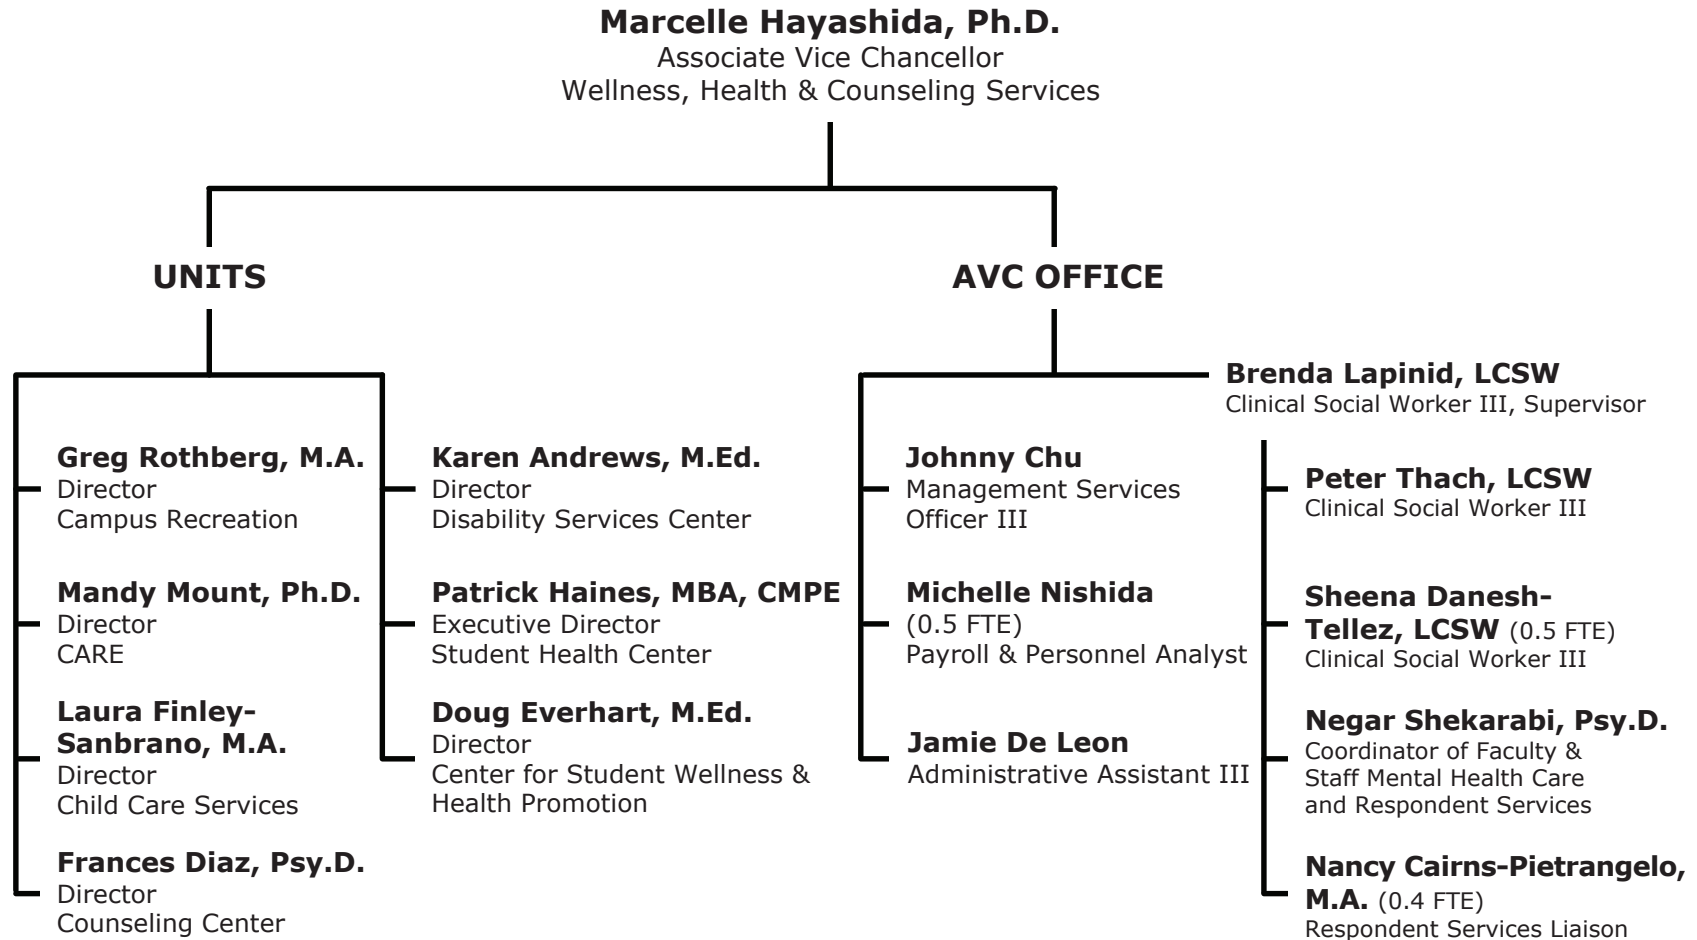 Marcelle Hayashida, Ph.D.
Associate Vice Chancellor
Wellness, Health & Counseling Services
UNITS
Greg Rothberg, M.A.
Director
Campus Recreation
Mandy Mount, Ph.D.
Director
CARE
Laura Finley-
Sanbrano, M.A.
Director
Child Care Services
Frances Diaz, Psy.D.
Director
Counseling Center
Karen Andrews, M.Ed.
Director
Disability Services Center
Patrick Haines, MBA, CMPE
Executive Director
Student Health Center
Doug Everhart, M.Ed.
Director
Center for Student Wellness &
Health Promotion
AVC OFFICE
Johnny Chu
Management Services
Officer III
Michelle Nishida
(0.5 FTE)
Payroll & Personnel Analyst
Jamie De Leon
Administrative Assistant III
Brenda Lapinid, LCSW
Clinical Social Worker III, Supervisor
Peter Thach, LCSW
Clinical Social Worker III
Sheena Danesh-
Tellez, LCSW (0.5 FTE)
Clinical Social Worker III
Negar Shekarabi, Psy.D.
Coordinator of Faculty &
Staff Mental Health Care
and Respondent Services
Nancy Cairns-Pietrangelo,
M.A. (0.4 FTE)
Respondent Services Liaison